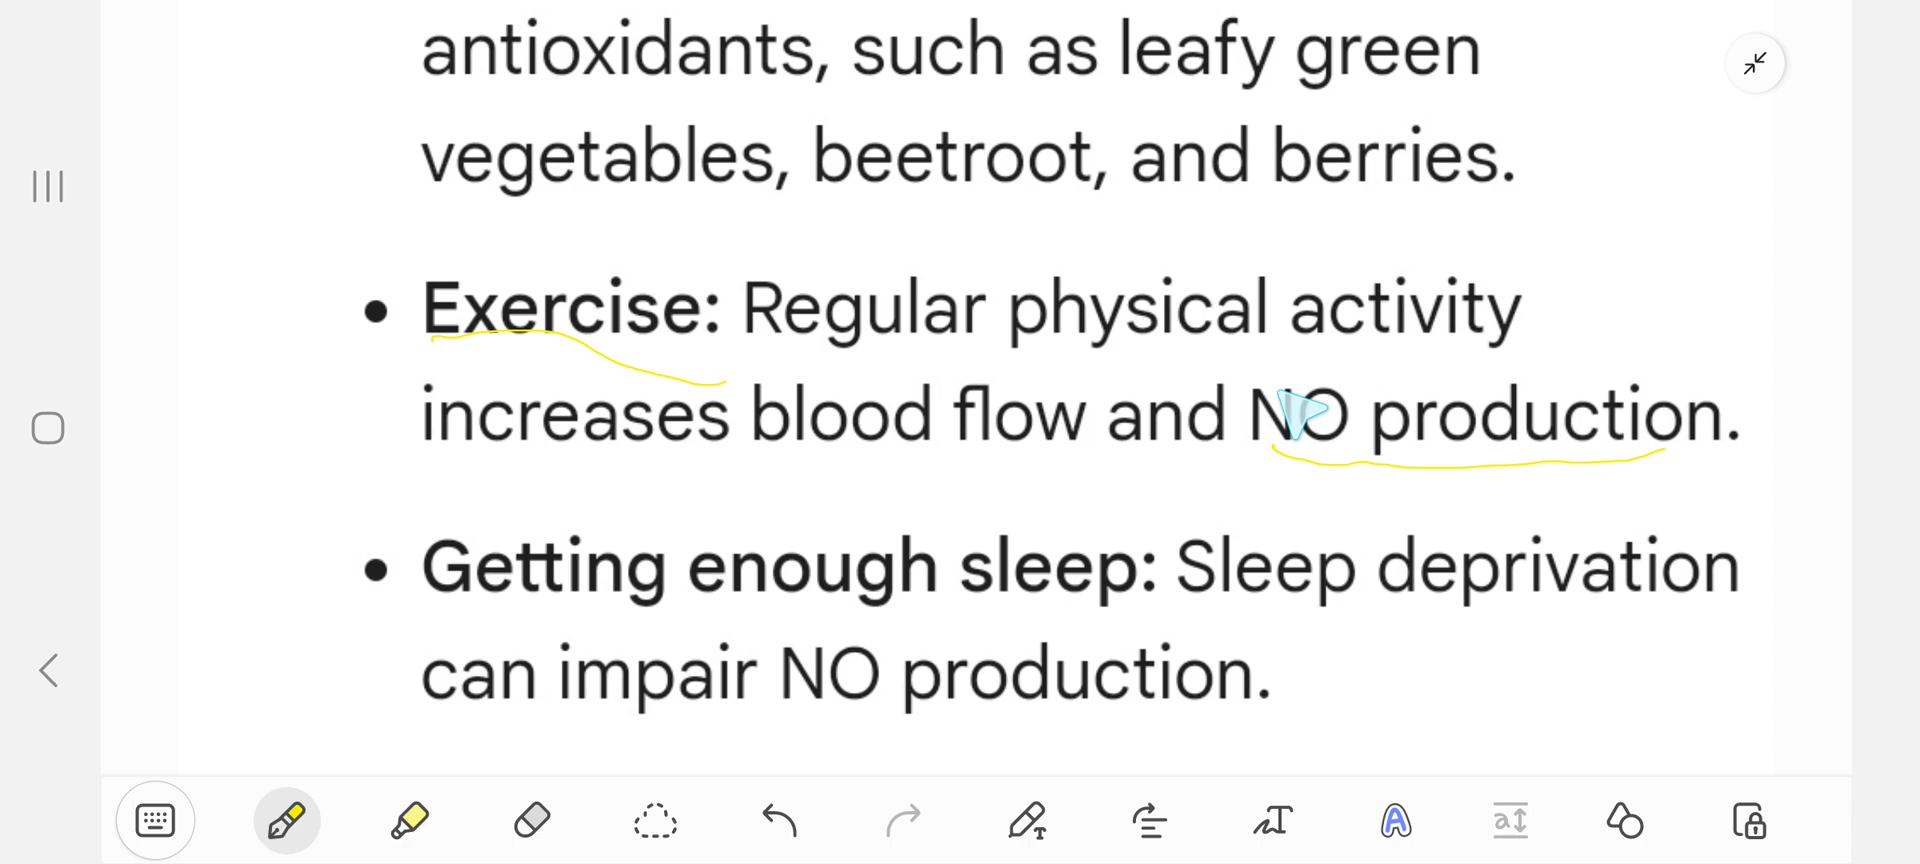 antioxidants, such as leafy green
vegetables, beetroot, and berries.
• Exercise: Regular physical activity
increases blood flow and NO production.
• Getting enough sleep: Sleep deprivation
can impair NO production.